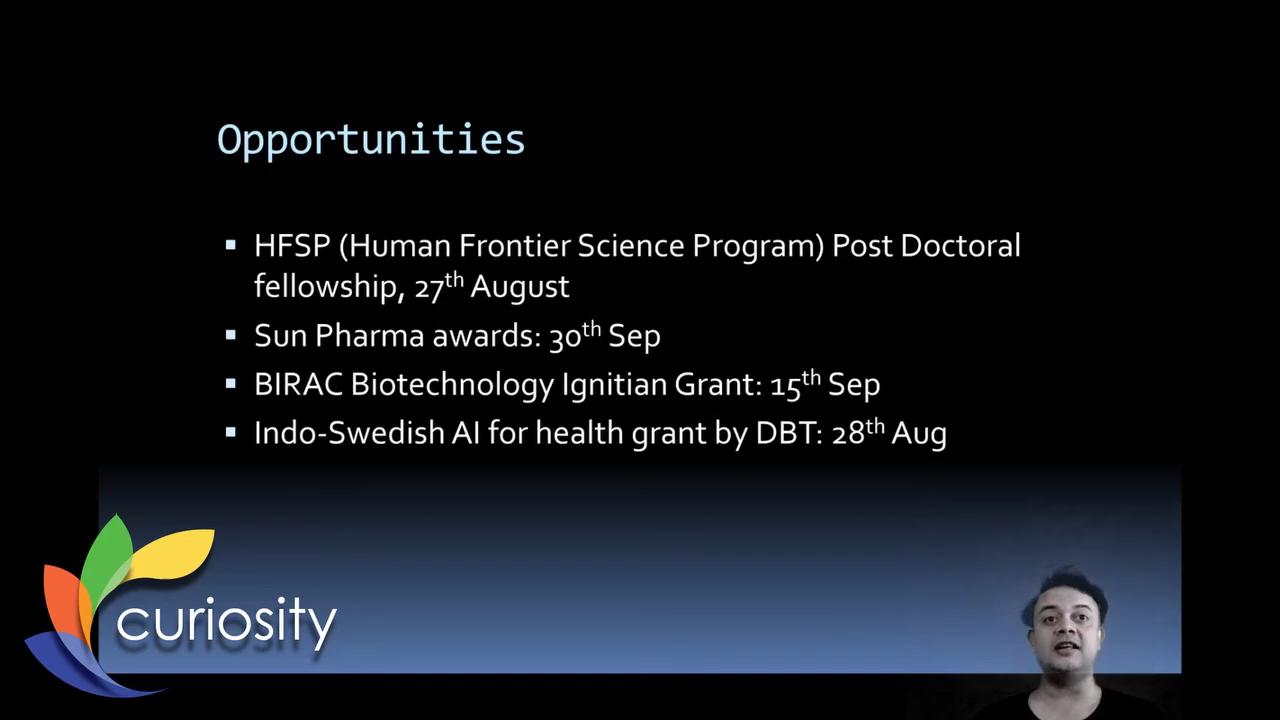 Opportunities
▪ HFSP (Human Frontier Science Program) Post Doctoral
fellowship, 27th August
▪ Sun Pharma awards: 30th Sep
▪ BIRAC Biotechnology Ignitian Grant: 15th Sep
▪ Indo-Swedish AI for health grant by DBT: 28th Aug
curiosity